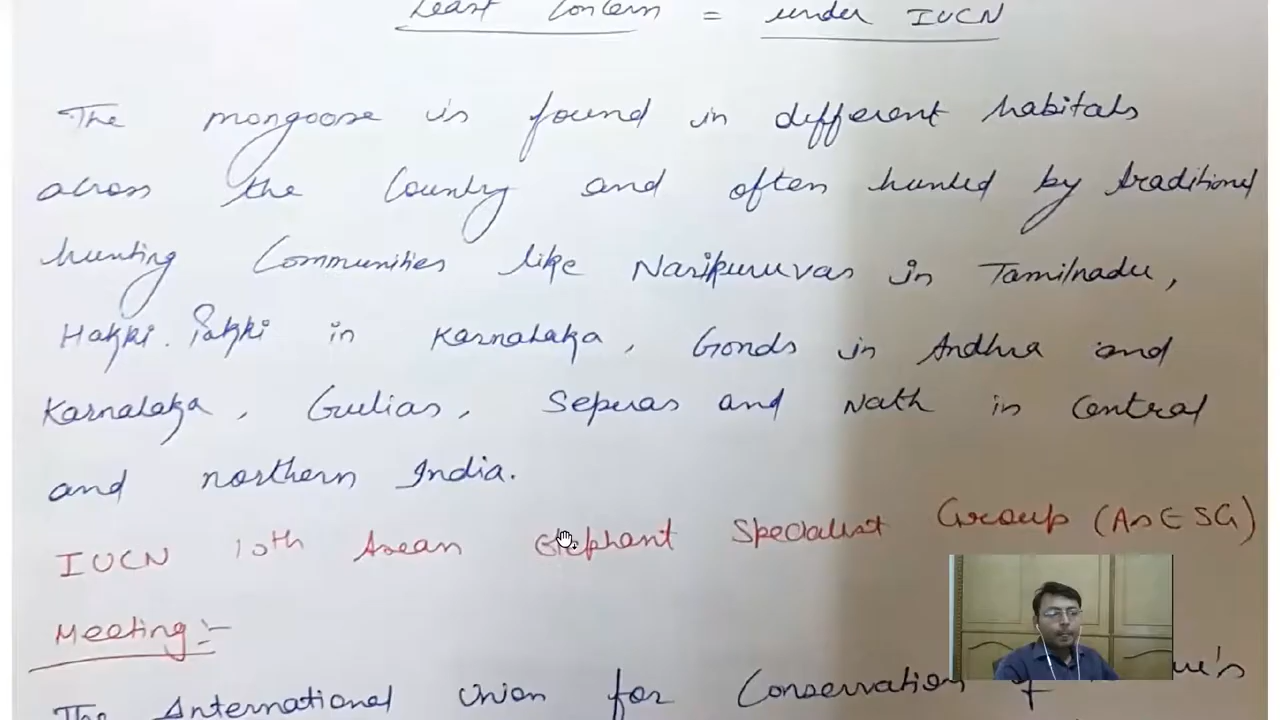 Least Concern = under IUCN
The mongoose is found in different habitats
across the Country and often hunted by traditional
hunting Communities like Narikuruvas in Tamilnadu,
Hakki. Pakki in Karnataka, Gonds in Andhra and
Karnataka, Gulias, Seperas and Nath in Central
and northern India.
IUCN 10th Asean Elephant Specialist Group (AsESG)
Meeting :-
The International Union for Conservation of